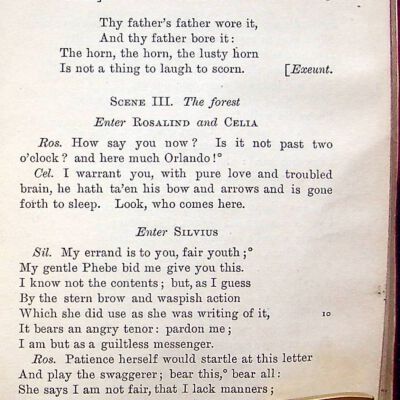 Thy father's father wore it,
And thy father bore it:
The horn, the horn, the lusty horn
Is not a thing to laugh to scorn. [Exeunt.
SCENE III. The forest
Enter ROSALIND and CELIA
Ros. How say you now? Is it not past two
o'clock? and here much Orlando!°
Cel. I warrant you, with pure love and troubled
brain, he hath ta'en his bow and arrows and is gone
forth to sleep. Look, who comes here.
Enter SILVIUS
Sil. My errand is to you, fair youth;°
My gentle Phebe bid me give you this.
I know not the contents; but, as I guess
By the stern brow and waspish action
Which she did use as she was writing of it, 10
It bears an angry tenor: pardon me;
I am but as a guiltless messenger.
Ros. Patience herself would startle at this letter
And play the swaggerer; bear this,° bear all:
She says I am not fair, that I lack manners;